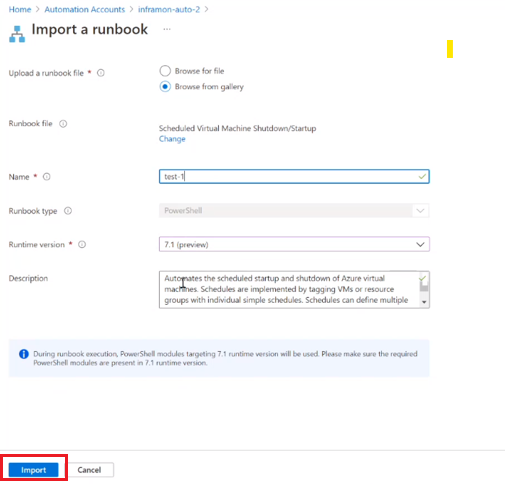 Home > Automation Accounts > inframon-auto-2 >
Import a runbook ...
Upload a runbook file *
Browse for file
Browse from gallery
Runbook file
Scheduled Virtual Machine Shutdown/Startup
Change
Name *
test-1
Runbook type
PowerShell
Runtime version *
7.1 (preview)
Description
Automates the scheduled startup and shutdown of Azure virtual
machines. Schedules are implemented by tagging VMs or resource
groups with individual simple schedules. Schedules can define multiple
During runbook execution, PowerShell modules targeting 7.1 runtime version will be used. Please make sure the required
PowerShell modules are present in 7.1 runtime version.
Import
Cancel